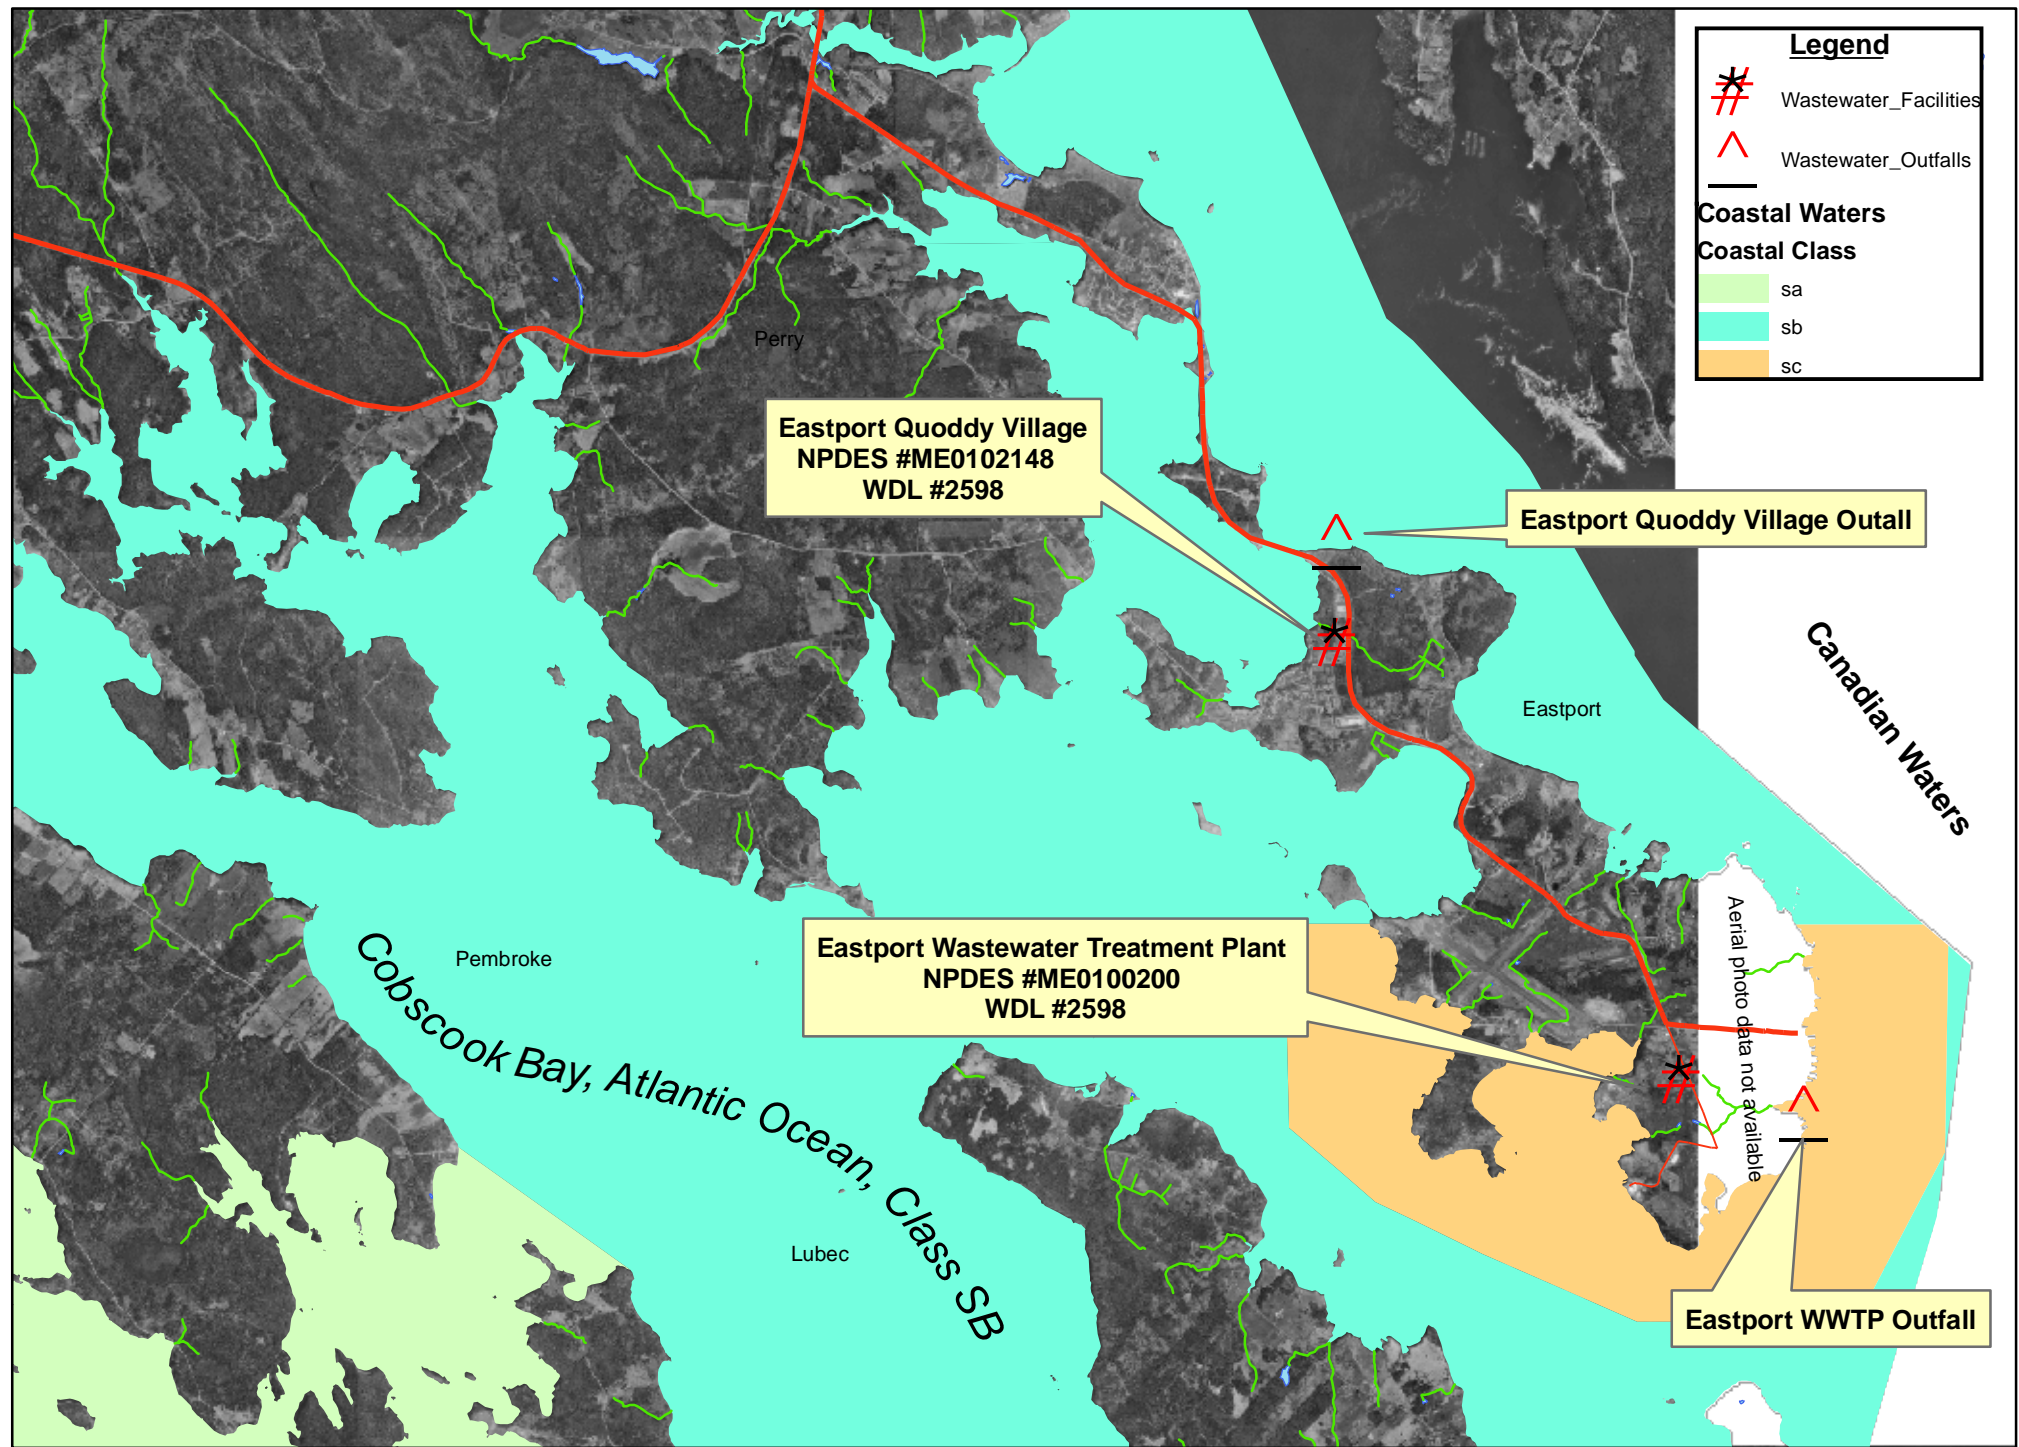 Legend
Wastewater_Facilities
Wastewater_Outfalls
Coastal Waters
Coastal Class
sa
sb
sc
Perry
Eastport Quoddy Village
NPDES #ME0102148
WDL #2598
Eastport Quoddy Village Outall
Canadian Waters
Eastport
Aerial photo data not available
Eastport Wastewater Treatment Plant
NPDES #ME0100200
WDL #2598
Pembroke
Cobscook Bay, Atlantic Ocean, Class SB
Lubec
Eastport WWTP Outfall